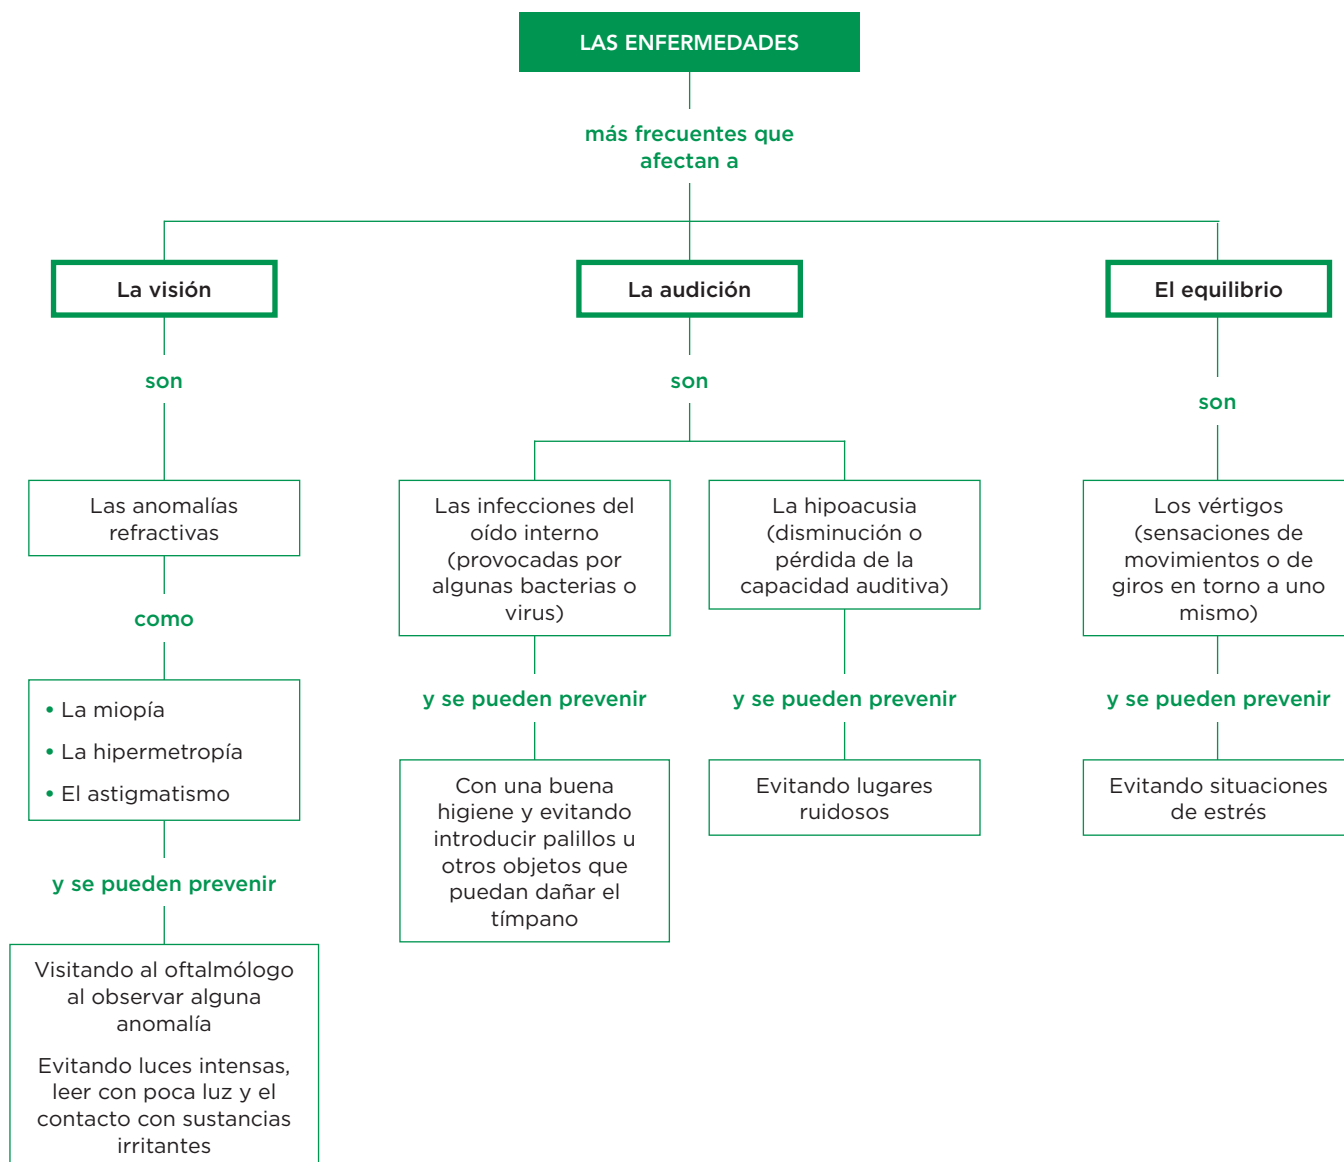 LAS ENFERMEDADES
más frecuentes que
afectan a
La visión
son
Las anomalías
refractivas
como
• La miopía
• La hipermetropía
• El astigmatismo
y se pueden prevenir
Visitando al oftalmólogo
al observar alguna
anomalía
Evitando luces intensas,
leer con poca luz y el
contacto con sustancias
irritantes
La audición
son
Las infecciones del
oído interno
(provocadas por
algunas bacterias o
virus)
y se pueden prevenir
Con una buena
higiene y evitando
introducir palillos u
otros objetos que
puedan dañar el
tímpano
La hipoacusia
(disminución o
pérdida de la
capacidad auditiva)
y se pueden prevenir
Evitando lugares
ruidosos
El equilibrio
son
Los vértigos
(sensaciones de
movimientos o de
giros en torno a uno
mismo)
y se pueden prevenir
Evitando situaciones
de estrés